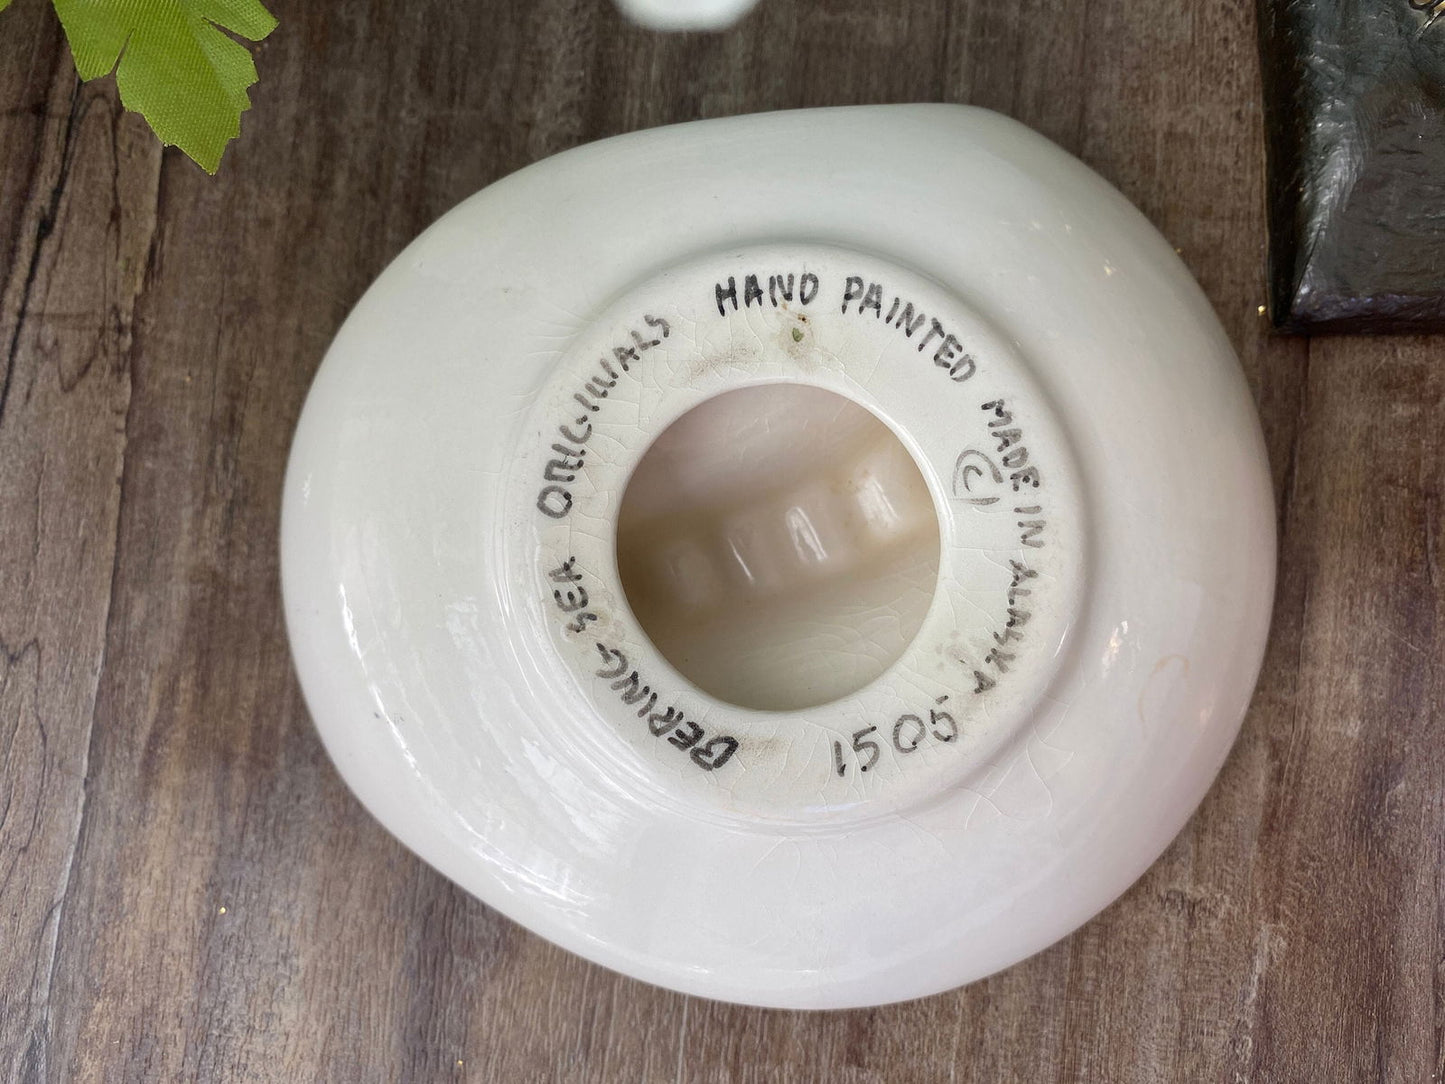 BERING SEA ORIGINALS HAND PAINTED MADE IN ALASKA 1505
©